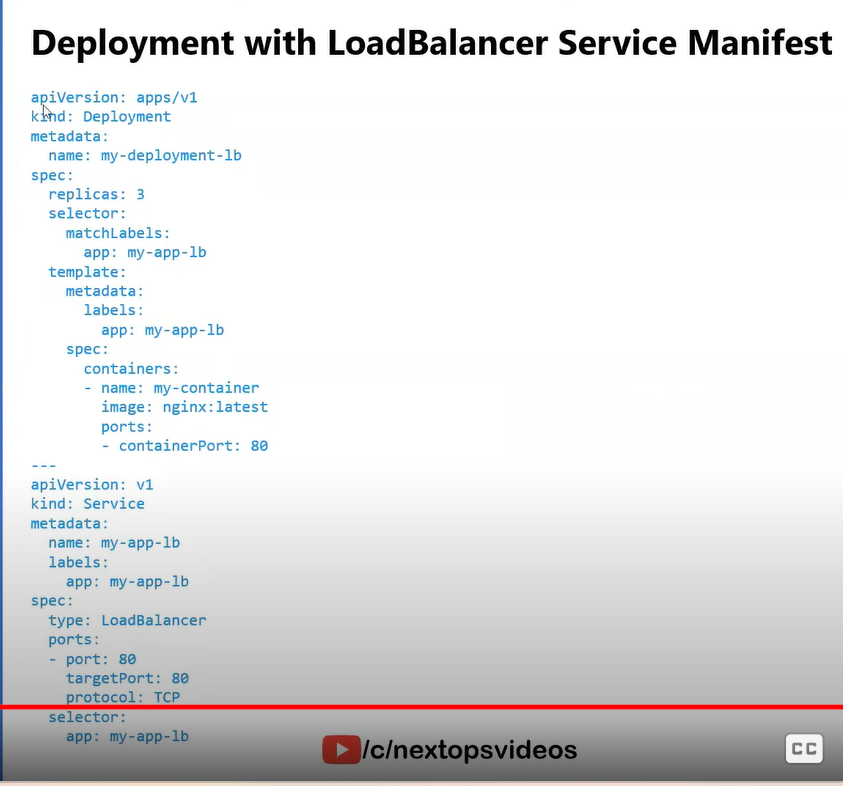 Deployment with LoadBalancer Service Manifest
apiVersion: apps/v1
kind: Deployment
metadata:
  name: my-deployment-lb
spec:
  replicas: 3
  selector:
    matchLabels:
      app: my-app-lb
  template:
    metadata:
      labels:
        app: my-app-lb
    spec:
      containers:
      - name: my-container
        image: nginx:latest
        ports:
        - containerPort: 80
---
apiVersion: v1
kind: Service
metadata:
  name: my-app-lb
  labels:
    app: my-app-lb
spec:
  type: LoadBalancer
  ports:
  - port: 80
    targetPort: 80
    protocol: TCP
  selector:
    app: my-app-lb
/c/nextopsvideos
CC